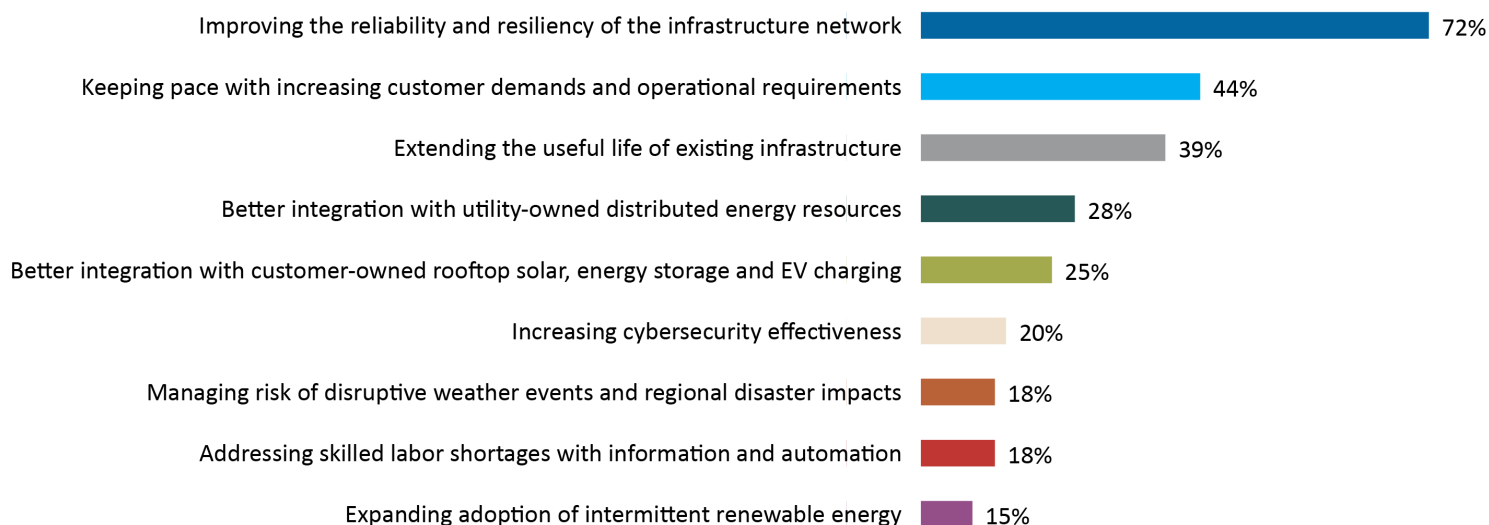 Improving the reliability and resiliency of the infrastructure network 72%
Keeping pace with increasing customer demands and operational requirements 44%
Extending the useful life of existing infrastructure 39%
Better integration with utility-owned distributed energy resources 28%
Better integration with customer-owned rooftop solar, energy storage and EV charging 25%
Increasing cybersecurity effectiveness 20%
Managing risk of disruptive weather events and regional disaster impacts 18%
Addressing skilled labor shortages with information and automation 18%
Expanding adoption of intermittent renewable energy 15%